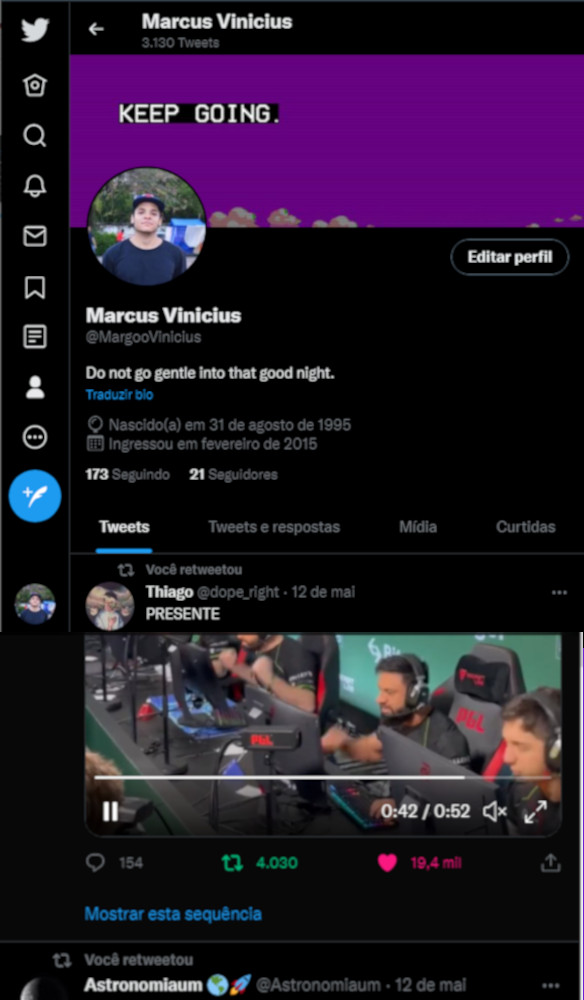 Marcus Vinicius
3.130 Tweets
KEEP GOING.
Editar perfil
Marcus Vinicius
@MargooVinicius
Do not go gentle into that good night.
Traduzir bio
Nascido(a) em 31 de agosto de 1995
Ingressou em fevereiro de 2015
173 Seguindo 21 Seguidores
Tweets Tweets e respostas Mídia Curtidas
Você retweetou
Thiago @dope_right · 12 de mai
PRESENTE
0:42 / 0:52
154 4.030 19,4 mil
Mostrar esta sequência
Você retweetou
Astronomiaum 🌎🚀 @Astronomiaum · 12 de mai